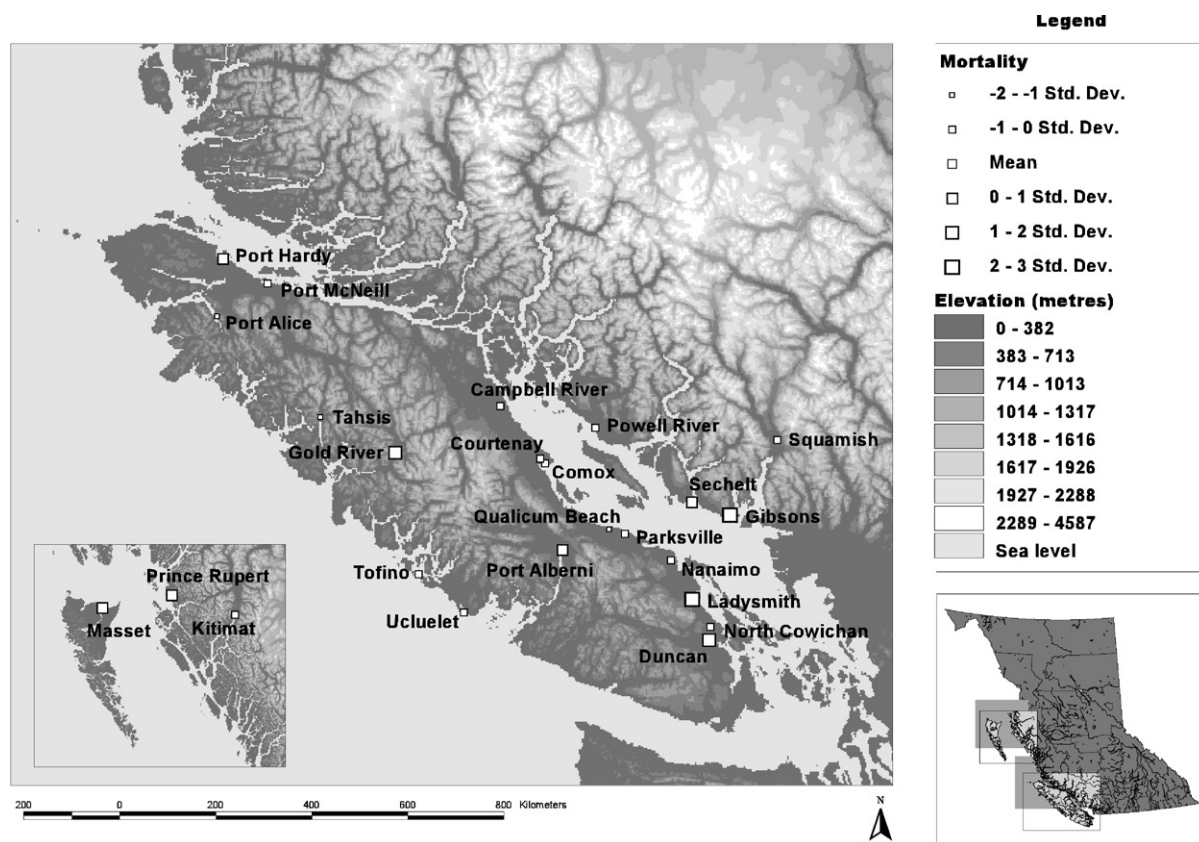 Legend
Mortality
-2 - -1 Std. Dev.
-1 - 0 Std. Dev.
Mean
0 - 1 Std. Dev.
1 - 2 Std. Dev.
2 - 3 Std. Dev.
Elevation (metres)
0 - 382
383 - 713
714 - 1013
1014 - 1317
1318 - 1616
1617 - 1926
1927 - 2288
2289 - 4587
Sea level
Port Hardy
Port McNeill
Port Alice
Campbell River
Tahsis
Powell River
Squamish
Courtenay
Gold River
Comox
Sechelt
Qualicum Beach
Gibsons
Parksville
Tofino
Port Alberni
Nanaimo
Prince Rupert
Ladysmith
Ucluelet
Masset
Kitimat
North Cowichan
Duncan
200 0 200 400 600 800 Kilometers
N